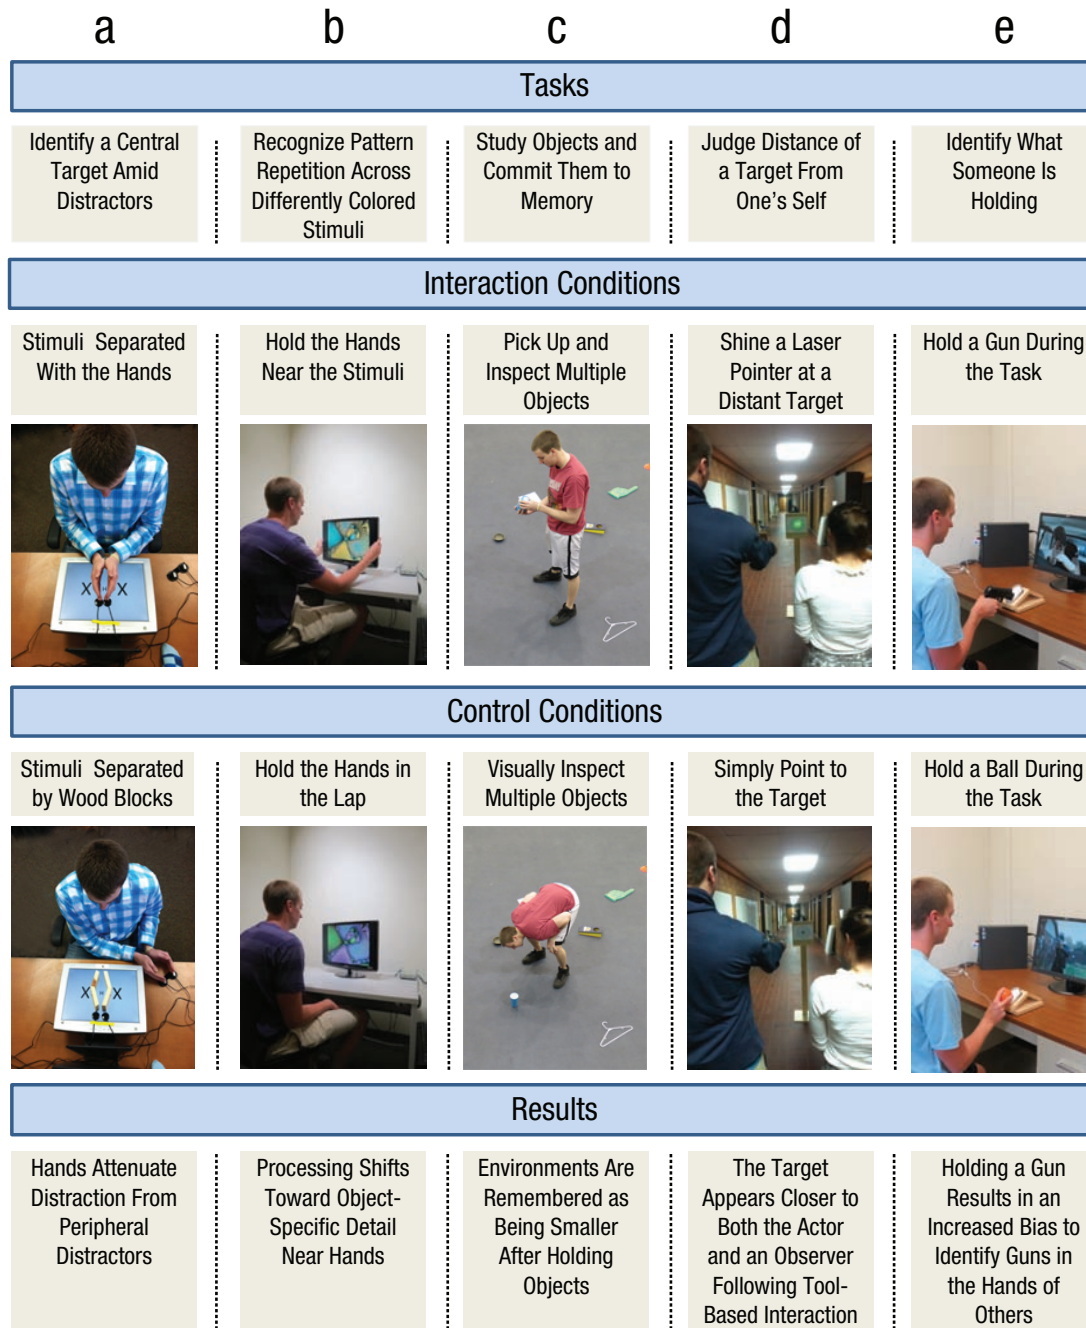 a b c d e
Tasks
Identify a Central
Target Amid
Distractors
Recognize Pattern
Repetition Across
Differently Colored
Stimuli
Study Objects and
Commit Them to
Memory
Judge Distance of
a Target From
One's Self
Identify What
Someone Is
Holding
Interaction Conditions
Stimuli Separated
With the Hands
Hold the Hands
Near the Stimuli
Pick Up and
Inspect Multiple
Objects
Shine a Laser
Pointer at a
Distant Target
Hold a Gun During
the Task
X X
Control Conditions
Stimuli Separated
by Wood Blocks
Hold the Hands in
the Lap
Visually Inspect
Multiple Objects
Simply Point to
the Target
Hold a Ball During
the Task
X X
Results
Hands Attenuate
Distraction From
Peripheral
Distractors
Processing Shifts
Toward Object-
Specific Detail
Near Hands
Environments Are
Remembered as
Being Smaller
After Holding
Objects
The Target
Appears Closer to
Both the Actor
and an Observer
Following Tool-
Based Interaction
Holding a Gun
Results in an
Increased Bias to
Identify Guns in
the Hands of
Others